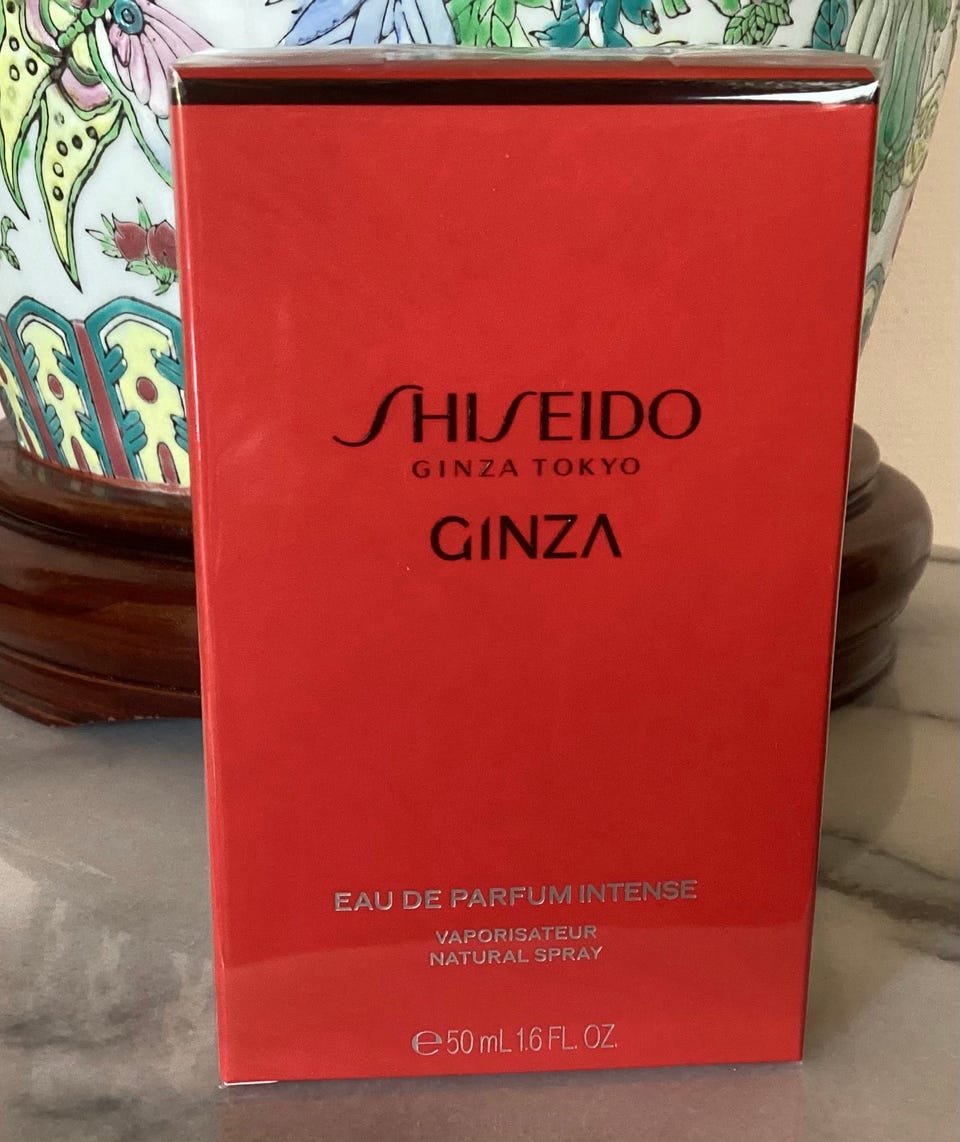 SHISEIDO
GINZA TOKYO
GINZA
EAU DE PARFUM INTENSE
VAPORISATEUR
NATURAL SPRAY
℮50 mL 1.6 FL. OZ.